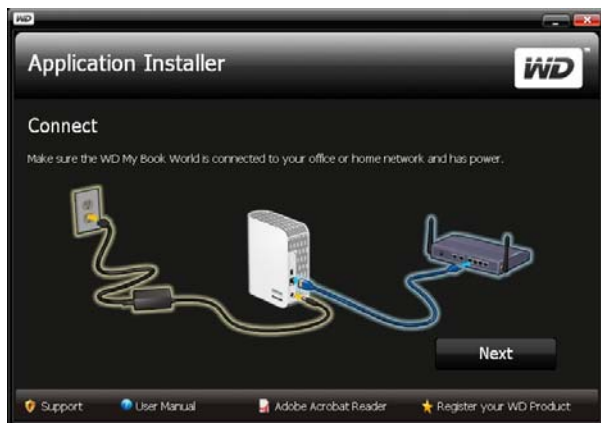 WD
Application Installer
WD
Connect
Make sure the WD My Book World is connected to your office or home network and has power.
Next
Support
User Manual
Adobe Acrobat Reader
Register your WD Product